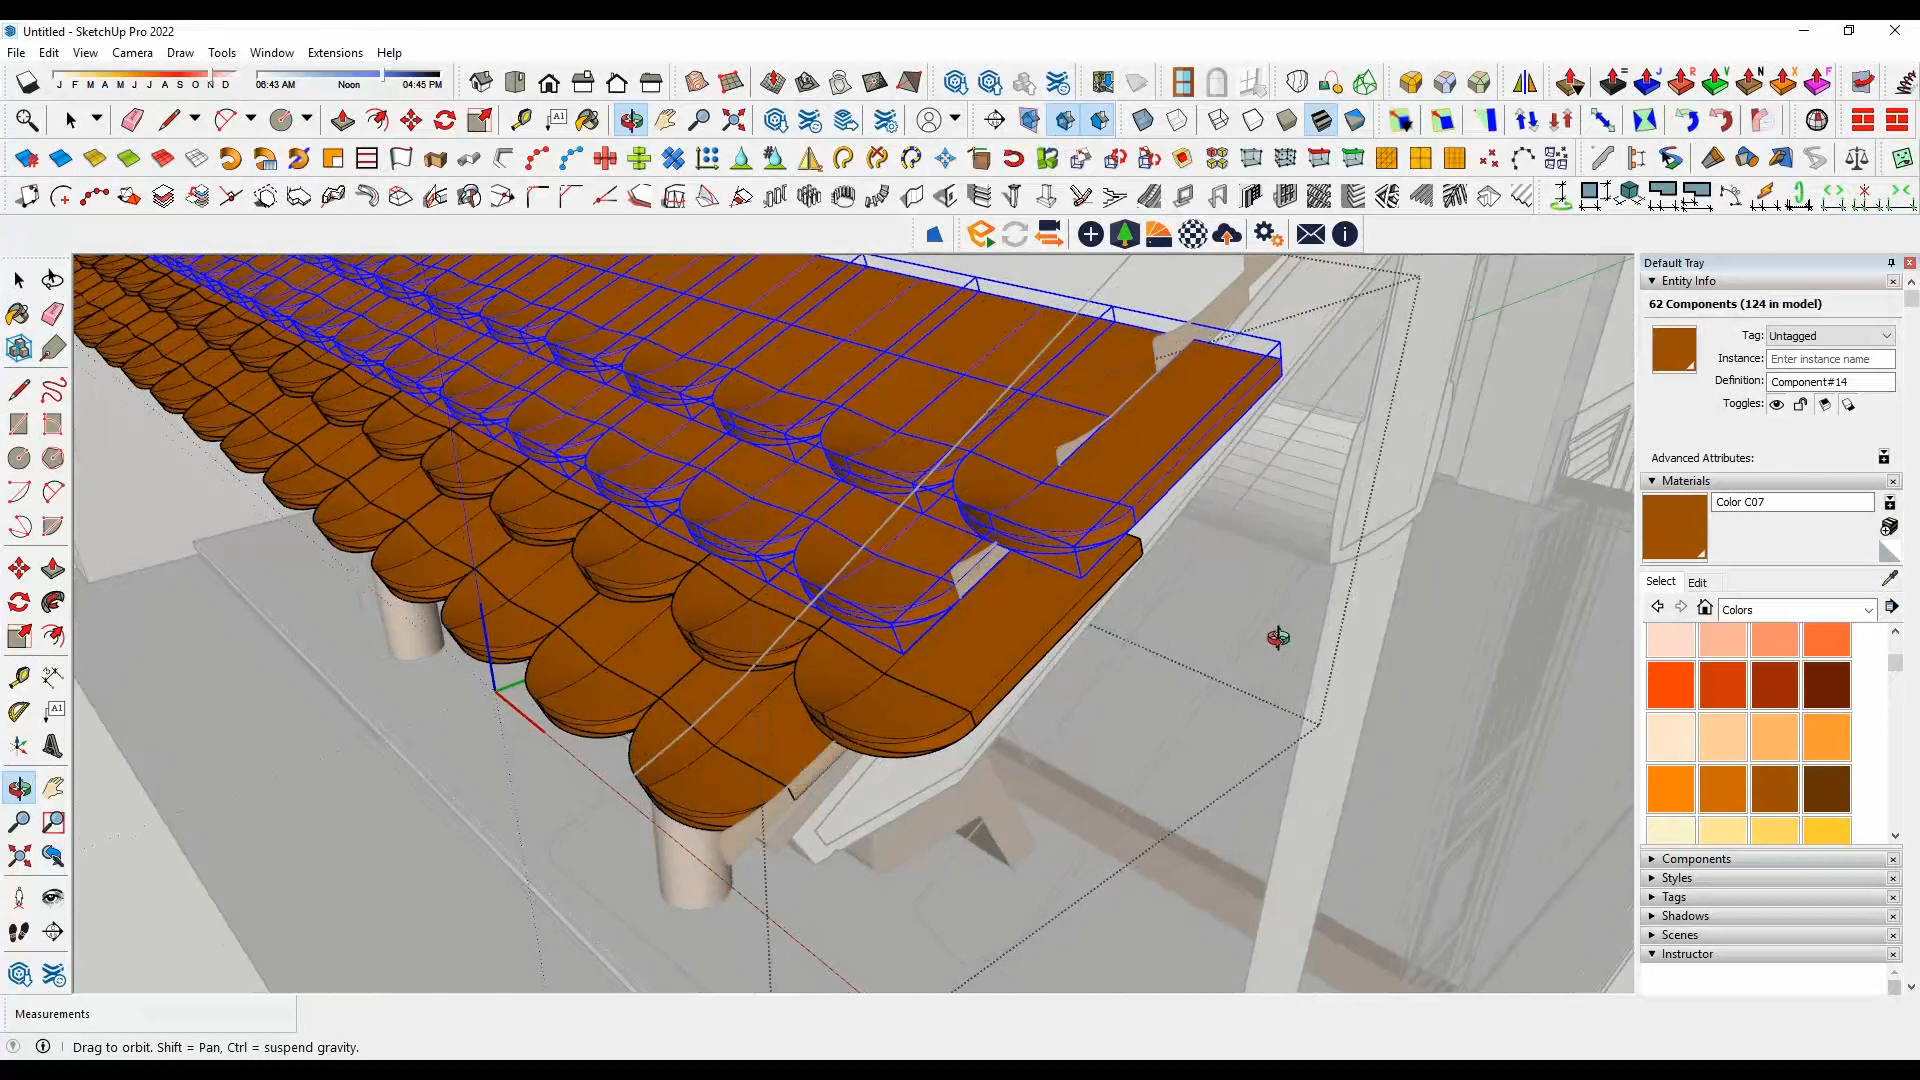 Untitled - SketchUp Pro 2022
File Edit View Camera Draw Tools Window Extensions Help
J F M A M J J A S O N D
06:43 AM Noon 04:45 PM
= J R V N X F
A1
Default Tray
Entity Info
62 Components (124 in model)
Tag: Untagged
Instance: Enter instance name
Definition: Component#14
Toggles:
Advanced Attributes:
Materials
Color C07
Select Edit
Colors
A1
Components
Styles
Tags
Shadows
Scenes
Instructor
Measurements
Drag to orbit. Shift = Pan, Ctrl = suspend gravity.